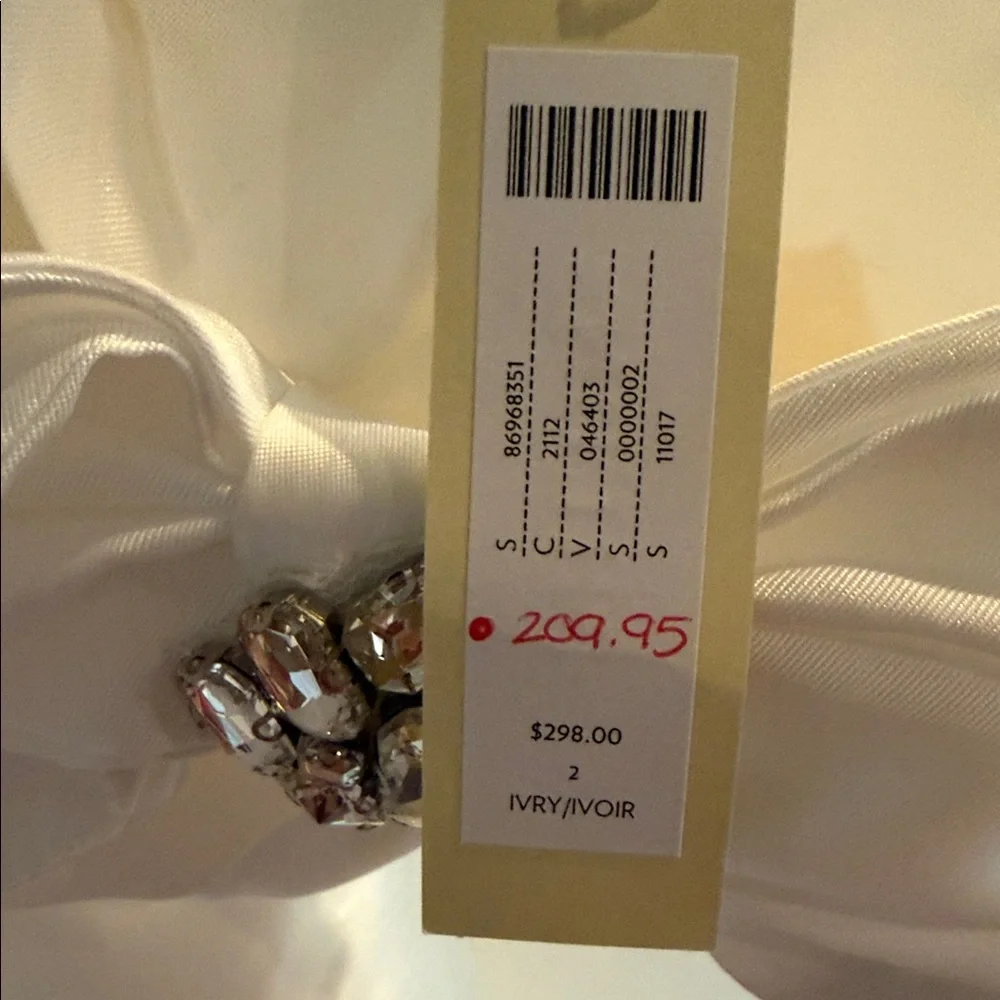 S 86968351
C 2112
V 046403
S 0000002
S 11017
• 209.95
$298.00
2
IVRY/IVOIR